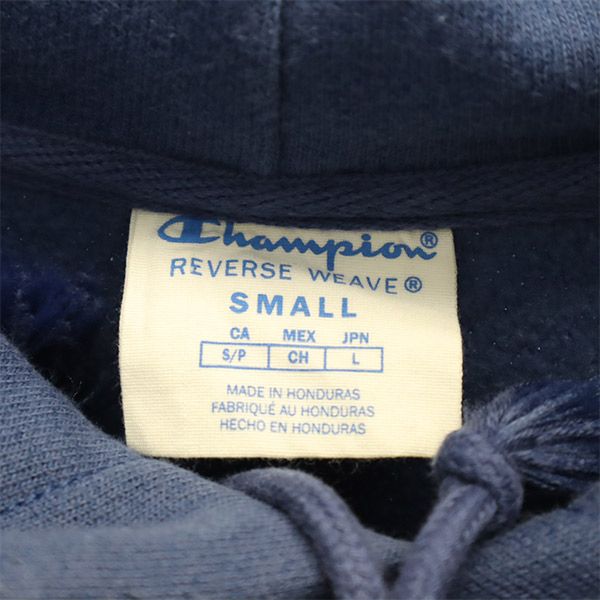 Champion®
REVERSE WEAVE®
SMALL
CA MEX JPN
S/P CH L
MADE IN HONDURAS
FABRIQUÉ AU HONDURAS
HECHO EN HONDURAS